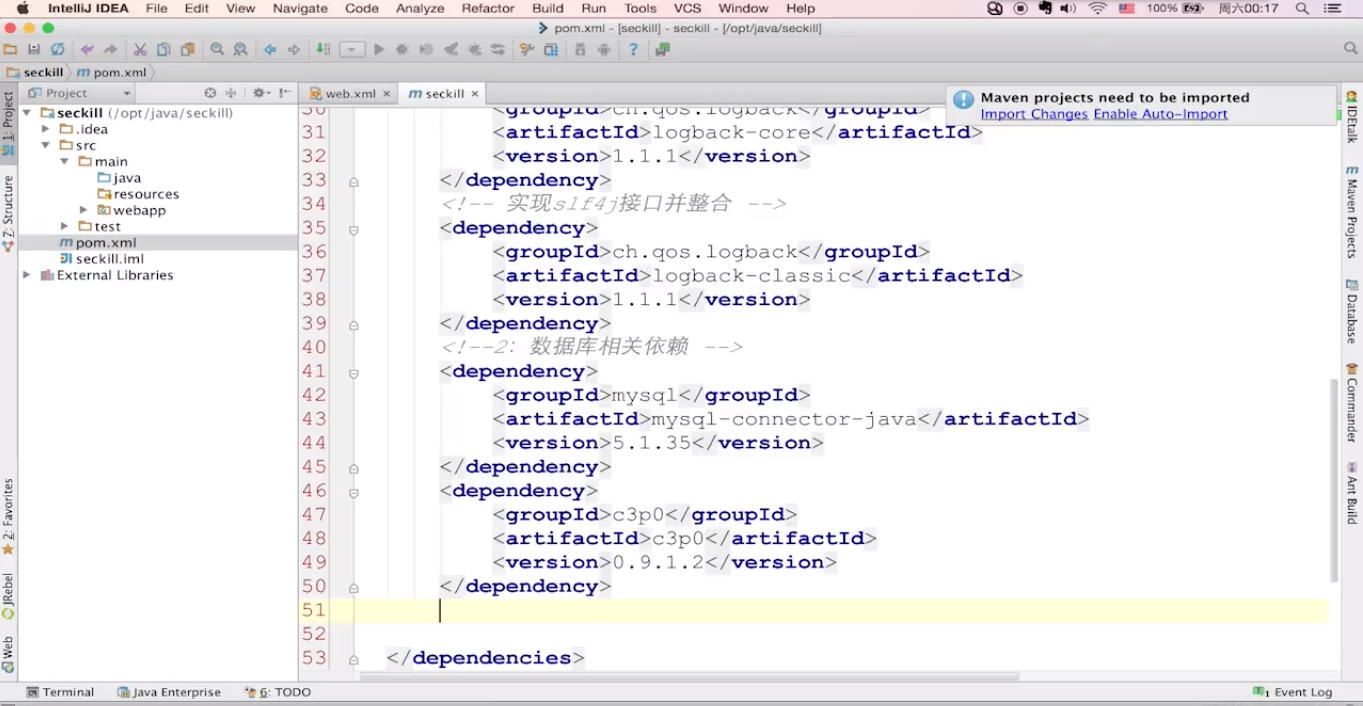 IntelliJ IDEA File Edit View Navigate Code Analyze Refactor Build Run Tools VCS Window Help 100% 周六00:17
pom.xml - [seckill] - seckill - [/opt/java/seckill]
seckill pom.xml
Project
web.xml
seckill
Maven projects need to be imported
Import Changes Enable Auto-Import
seckill (/opt/java/seckill)
.idea
src
main
java
resources
webapp
test
pom.xml
seckill.iml
External Libraries
1: Project
7: Structure
2: Favorites
JRebel
Web
30 <groupId>ch.qos.logback</groupId>
31 <artifactId>logback-core</artifactId>
32 <version>1.1.1</version>
33 </dependency>
34 <!-- 实现slf4j接口并整合 -->
35 <dependency>
36 <groupId>ch.qos.logback</groupId>
37 <artifactId>logback-classic</artifactId>
38 <version>1.1.1</version>
39 </dependency>
40 <!--2: 数据库相关依赖 -->
41 <dependency>
42 <groupId>mysql</groupId>
43 <artifactId>mysql-connector-java</artifactId>
44 <version>5.1.35</version>
45 </dependency>
46 <dependency>
47 <groupId>c3p0</groupId>
48 <artifactId>c3p0</artifactId>
49 <version>0.9.1.2</version>
50 </dependency>
51
52
53 </dependencies>
IDEtalk
Maven Projects
Database
Commander
Ant Build
Terminal Java Enterprise 6: TODO 1 Event Log